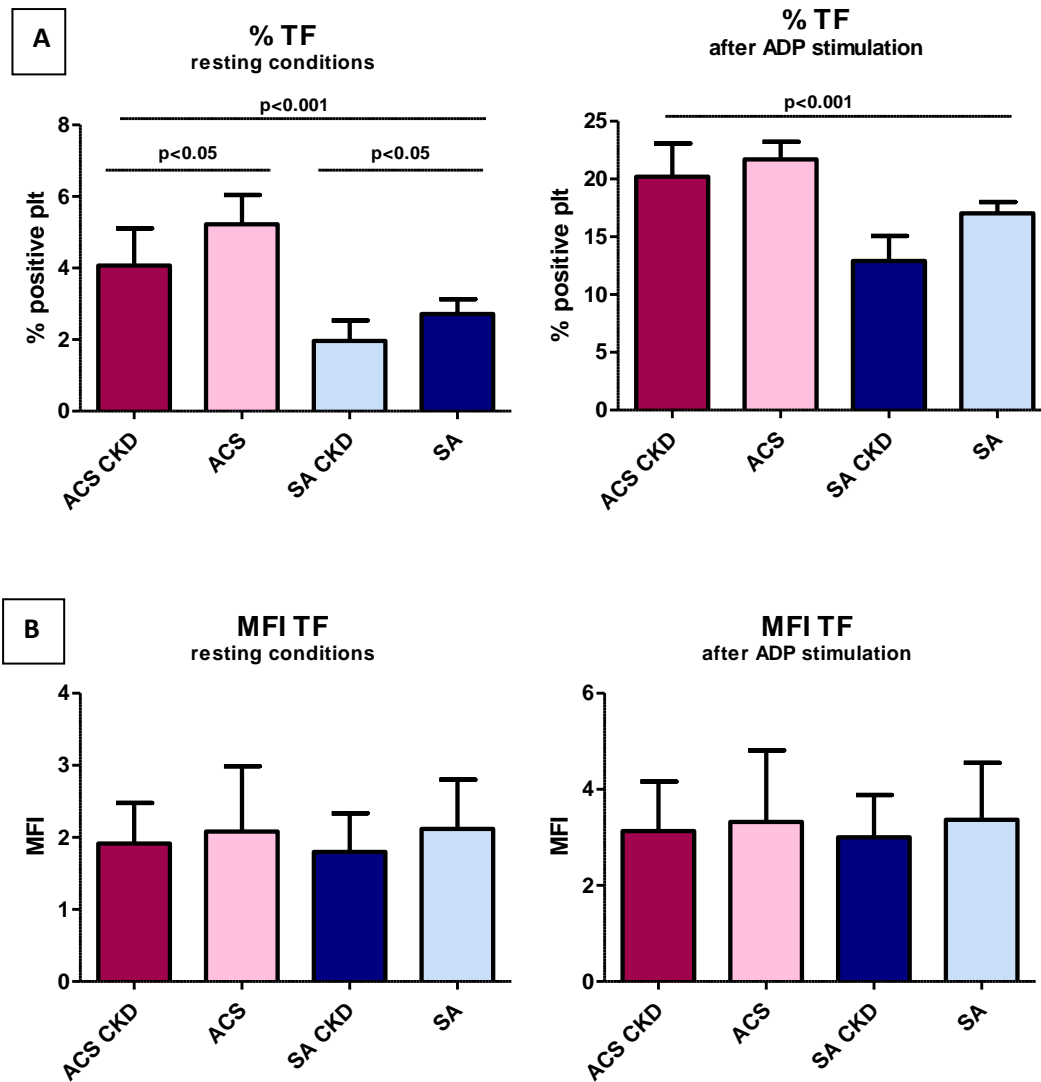 A
% TF
resting conditions
p<0.001
p<0.05
p<0.05
8
6
4
2
0
% positive plt
ACS CKD
ACS
SA CKD
SA
% TF
after ADP stimulation
p<0.001
25
20
15
10
5
0
% positive plt
ACS CKD
ACS
SA CKD
SA
B
MFI TF
resting conditions
4
3
2
1
0
MFI
ACS CKD
ACS
SA CKD
SA
MFI TF
after ADP stimulation
6
4
2
0
MFI
ACS CKD
ACS
SA CKD
SA